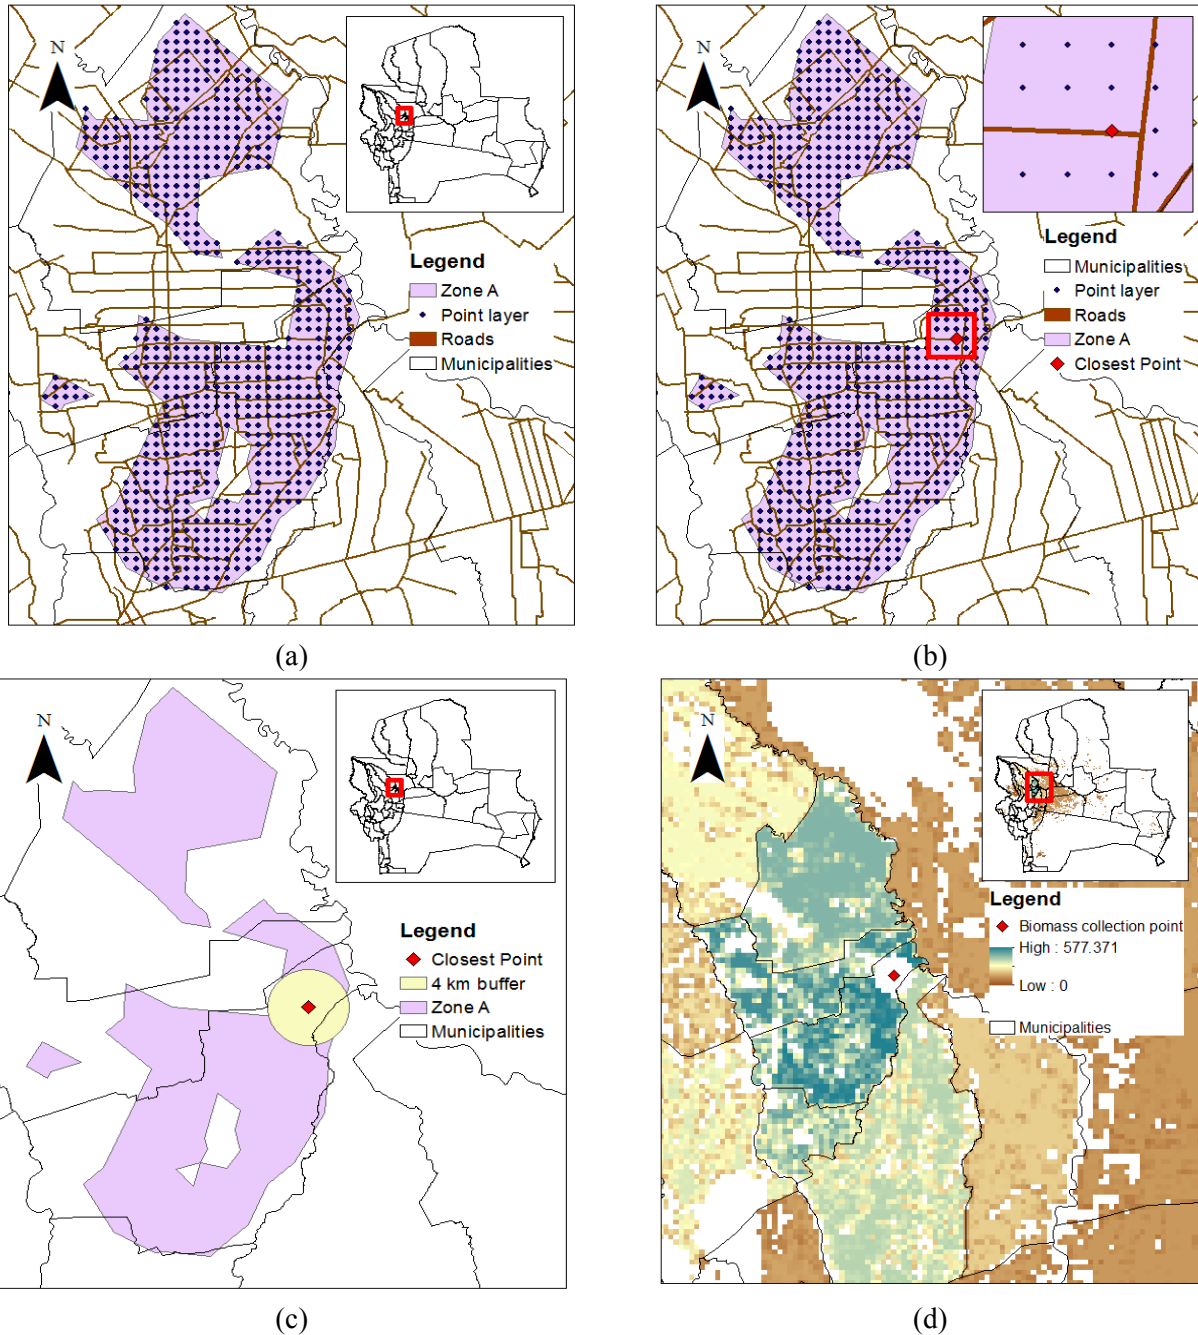 N
Legend
Zone A
Point layer
Roads
Municipalities
(a)
N
Legend
Municipalities
Point layer
Roads
Zone A
Closest Point
(b)
N
Legend
Closest Point
4 km buffer
Zone A
Municipalities
(c)
N
Legend
Biomass collection point
High : 577.371
Low : 0
Municipalities
(d)